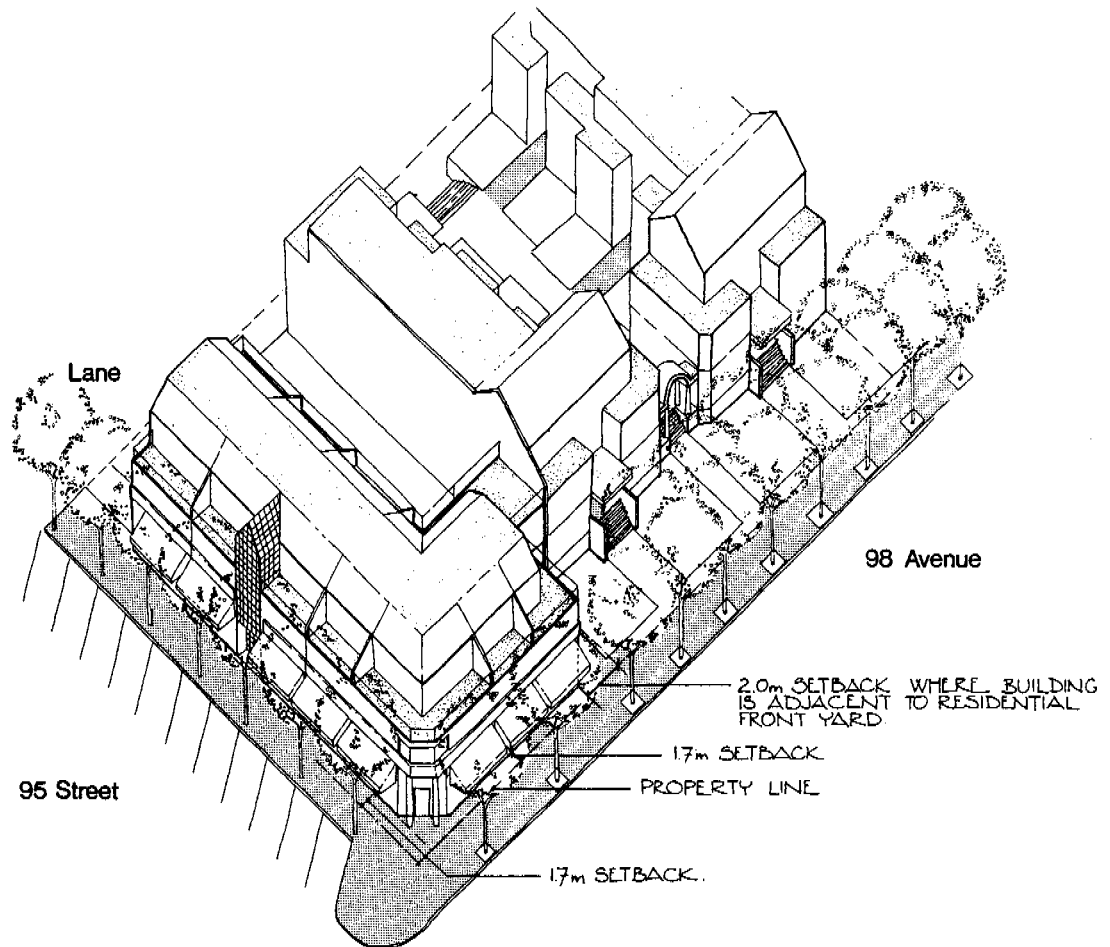 Lane
98 Avenue
2.0m SETBACK WHERE BUILDING
IS ADJACENT TO RESIDENTIAL
FRONT YARD.
1.7m SETBACK
95 Street
PROPERTY LINE
1.7m SETBACK.